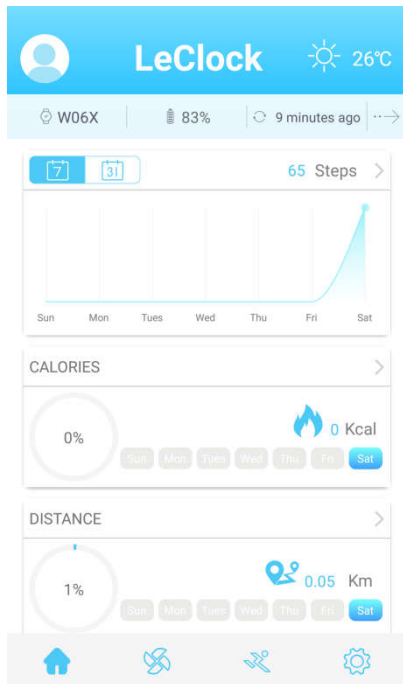 LeClock
26℃
W06X 83% 9 minutes ago
7 31 65 Steps
Sun Mon Tues Wed Thu Fri Sat
CALORIES
0%
0 Kcal
Sun Mon Tues Wed Thu Fri Sat
DISTANCE
1%
0.05 Km
Sun Mon Tues Wed Thu Fri Sat